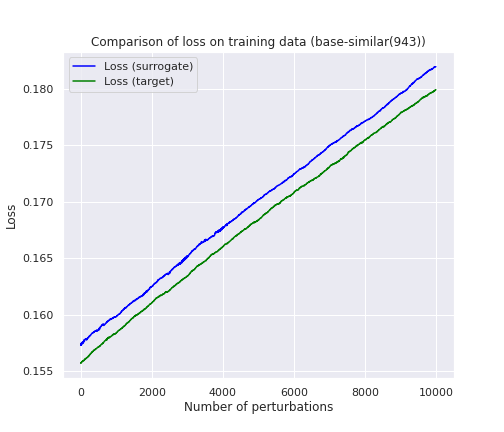 Comparison of loss on training data (base-similar(943))
Loss (surrogate)
Loss (target)
0.180
0.175
0.170
0.165
0.160
0.155
Loss
0 2000 4000 6000 8000 10000
Number of perturbations